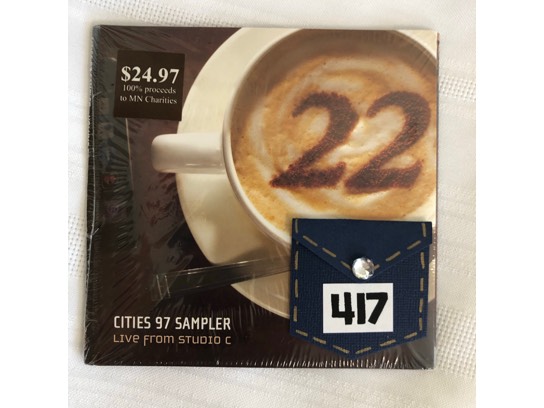 $24.97
100% proceeds
to MN Charities
22
417
CITIES 97 SAMPLER
LIVE FROM STUDIO C